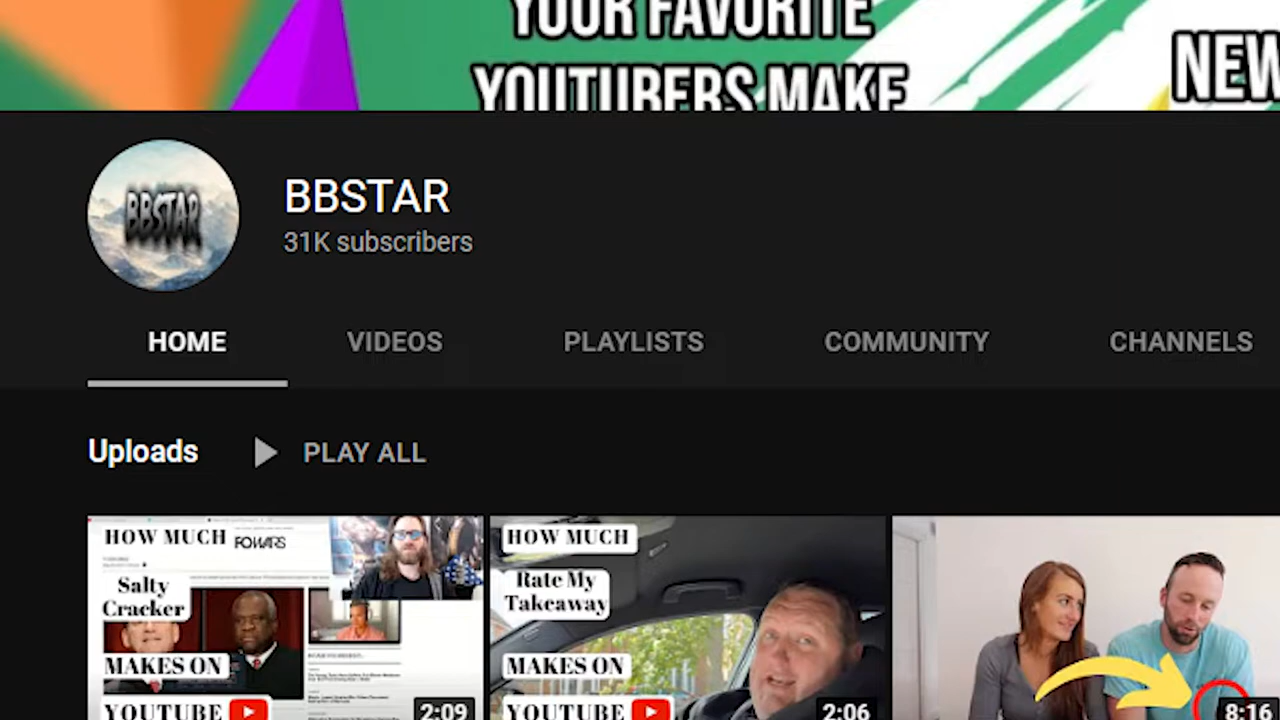 YOUR FAVORITE
YOUTUBERS MAKE
NEW
BBSTAR
BBSTAR
31K subscribers
HOME
VIDEOS
PLAYLISTS
COMMUNITY
CHANNELS
Uploads
PLAY ALL
HOW MUCH
Salty
Cracker
MAKES ON
YOUTUBE
2:09
HOW MUCH
Rate My
Takeaway
MAKES ON
YOUTUBE
2:06
8:16